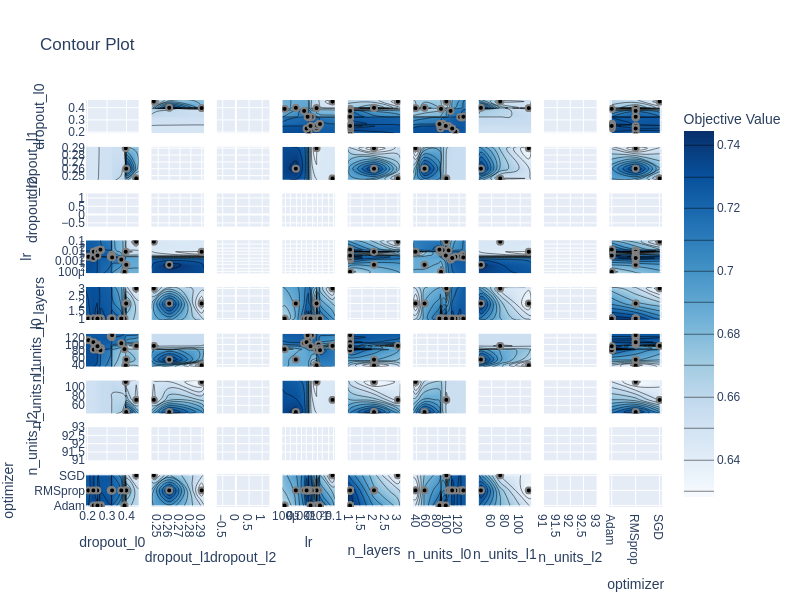 Contour Plot
Objective Value
0.74
0.72
0.7
0.68
0.66
0.64
dropout_l0
0.4
0.3
0.2
dropout_l1
0.29
0.28
0.27
0.26
0.25
dropout_l2
1
0.5
0
−0.5
lr
0.1
0.01
0.001
100μ
n_layers
3
2.5
2
1.5
1
n_units_l0
120
100
80
60
40
n_units_l1
100
80
60
n_units_l2
93
92.5
92
91.5
91
optimizer
SGD
RMSprop
Adam
0.2 0.3 0.4
dropout_l0
0.25 0.26 0.27 0.28 0.29
dropout_l1
−0.5 0 0.5 1
dropout_l2
lr
1 2 3
n_layers
40 60 80 100 120
n_units_l0
60 80 100
n_units_l1
91 91.5 92 92.5 93
n_units_l2
Adam RMSprop SGD
optimizer